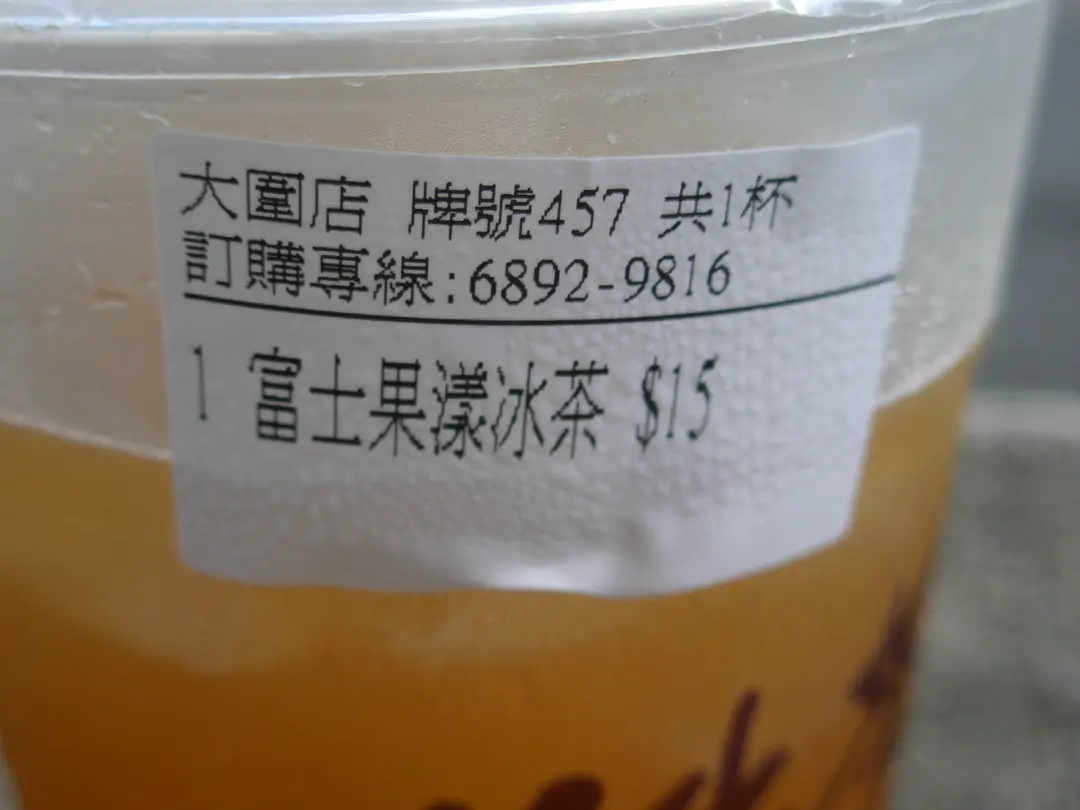 大圍店 牌號457 共1杯
訂購專線:6892-9816
1 富士果漾冰茶 $15